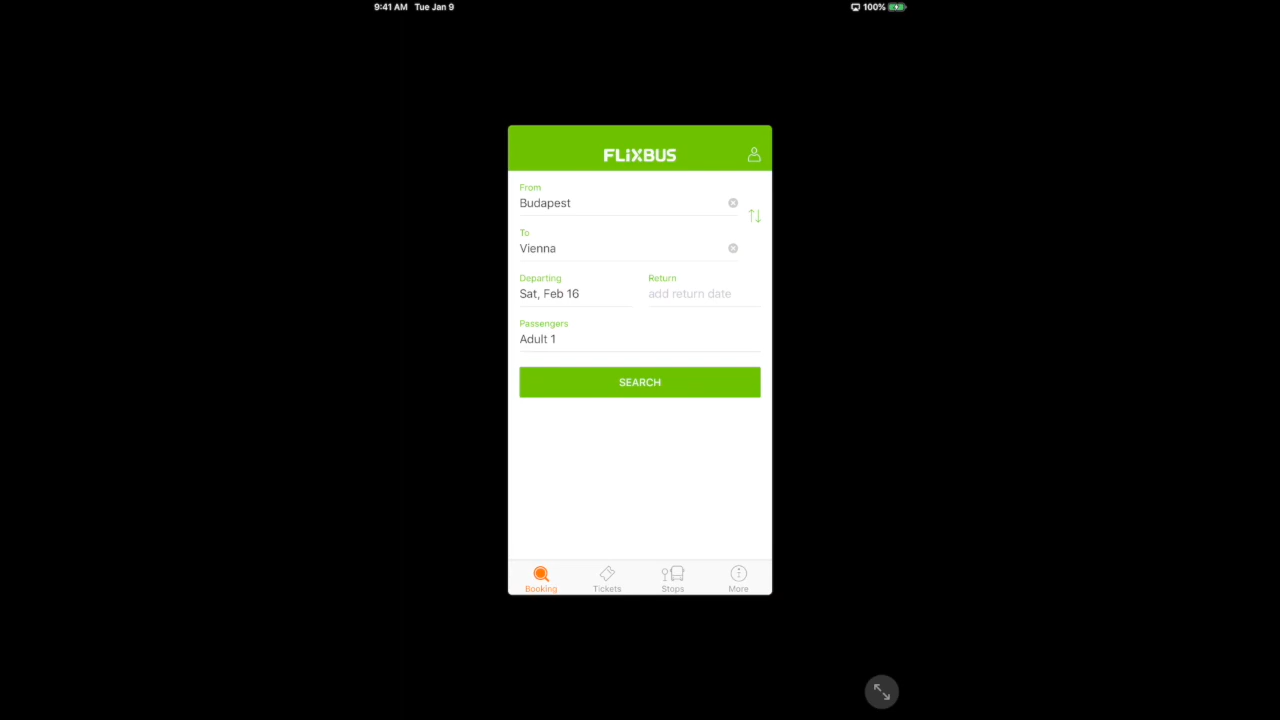 9:41 AM Tue Jan 9
100%
FLiXBUS
From
Budapest
To
Vienna
Departing Return
Sat, Feb 16 add return date
Passengers
Adult 1
SEARCH
Booking Tickets Stops More